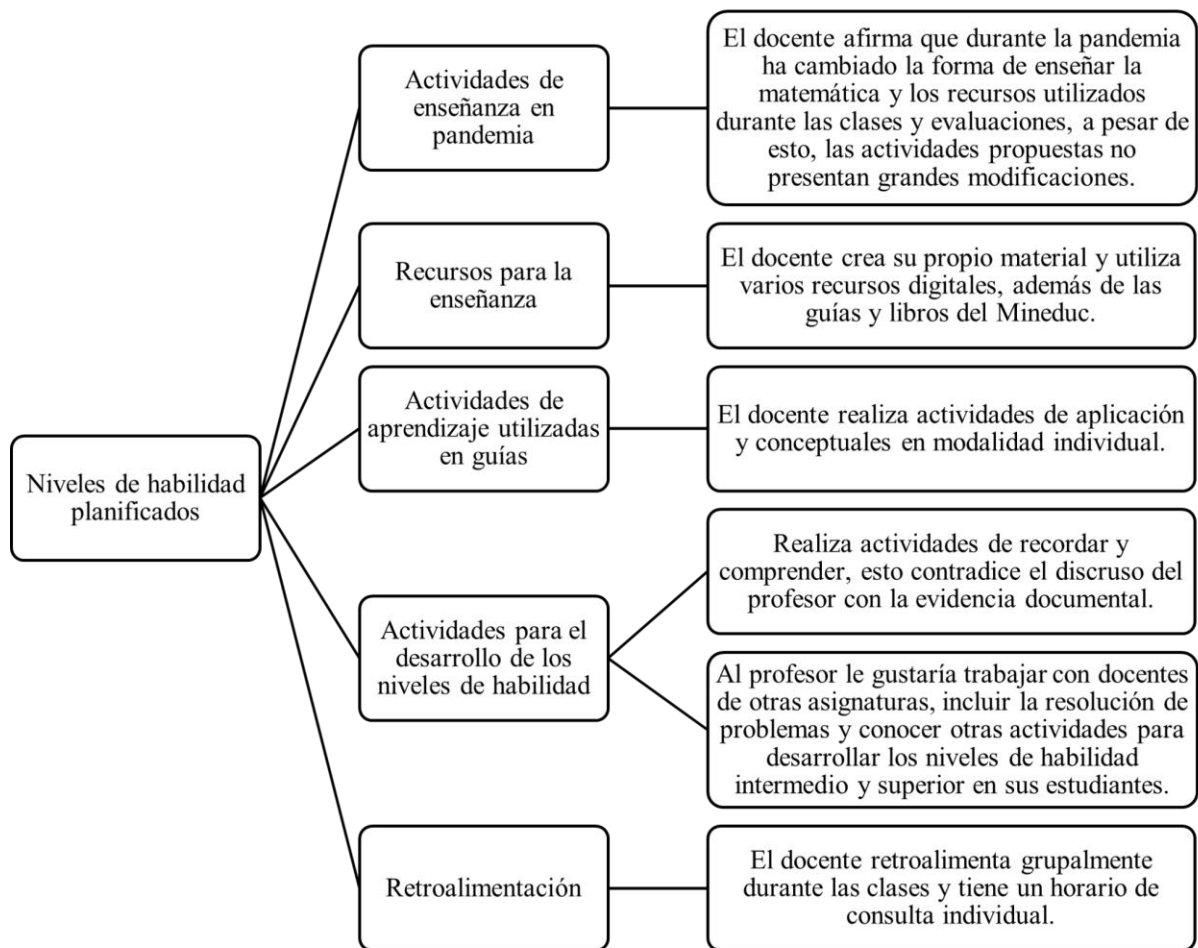 Niveles de habilidad
planificados
Actividades de
enseñanza en
pandemia
El docente afirma que durante la pandemia
ha cambiado la forma de enseñar la
matemática y los recursos utilizados
durante las clases y evaluaciones, a pesar de
esto, las actividades propuestas no
presentan grandes modificaciones.
Recursos para la
enseñanza
El docente crea su propio material y utiliza
varios recursos digitales, además de las
guías y libros del Mineduc.
Actividades de
aprendizaje utilizadas
en guías
El docente realiza actividades de aplicación
y conceptuales en modalidad individual.
Actividades para el
desarrollo de los
niveles de habilidad
Realiza actividades de recordar y
comprender, esto contradice el discruso del
profesor con la evidencia documental.
Al profesor le gustaría trabajar con docentes
de otras asignaturas, incluir la resolución de
problemas y conocer otras actividades para
desarrollar los niveles de habilidad
intermedio y superior en sus estudiantes.
Retroalimentación
El docente retroalimenta grupalmente
durante las clases y tiene un horario de
consulta individual.